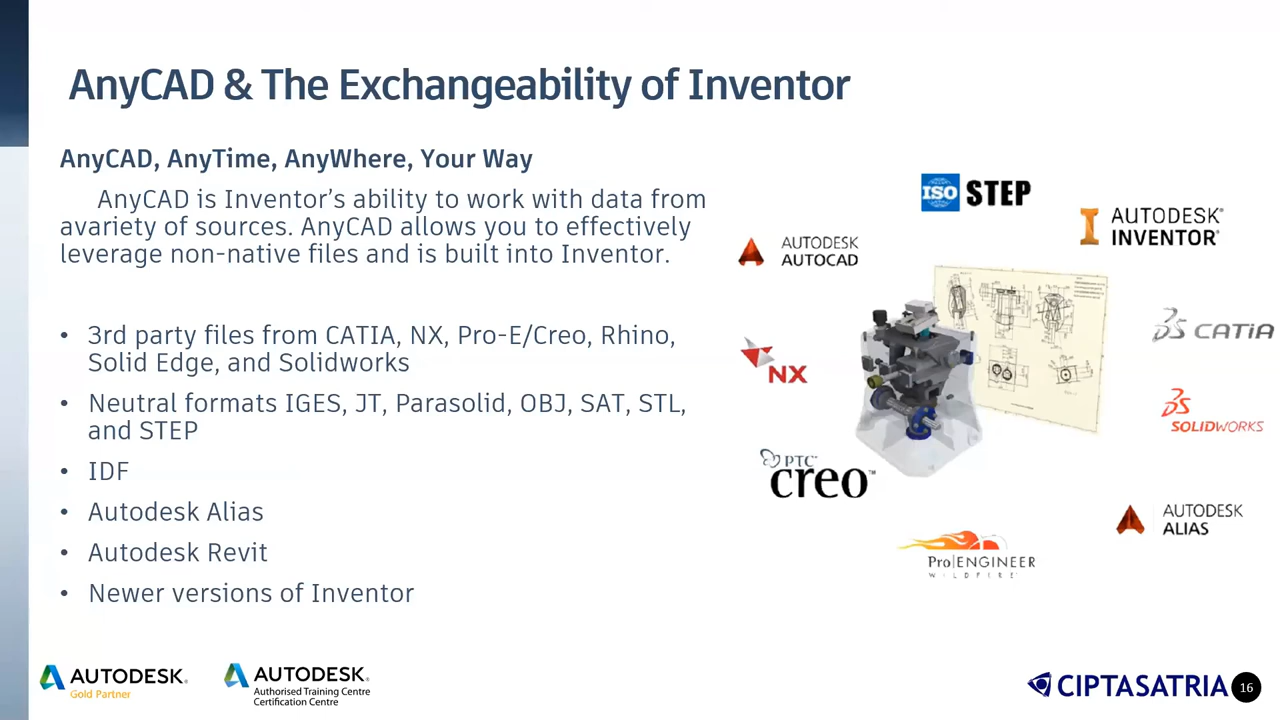 AnyCAD & The Exchangeability of Inventor
AnyCAD, AnyTime, AnyWhere, Your Way
AnyCAD is Inventor's ability to work with data from
avariety of sources. AnyCAD allows you to effectively
leverage non-native files and is built into Inventor.
• 3rd party files from CATIA, NX, Pro-E/Creo, Rhino,
Solid Edge, and Solidworks
• Neutral formats IGES, JT, Parasolid, OBJ, SAT, STL,
and STEP
• IDF
• Autodesk Alias
• Autodesk Revit
• Newer versions of Inventor
ISO STEP
AUTODESK®
INVENTOR®
AUTODESK
AUTOCAD
CATIA
NX
SOLIDWORKS
PTC™
creo™
AUTODESK
ALIAS
Pro|ENGINEER
WILDFIRE™
AUTODESK®
Gold Partner
AUTODESK®
Authorised Training Centre
Certification Centre
CIPTASATRIA
16